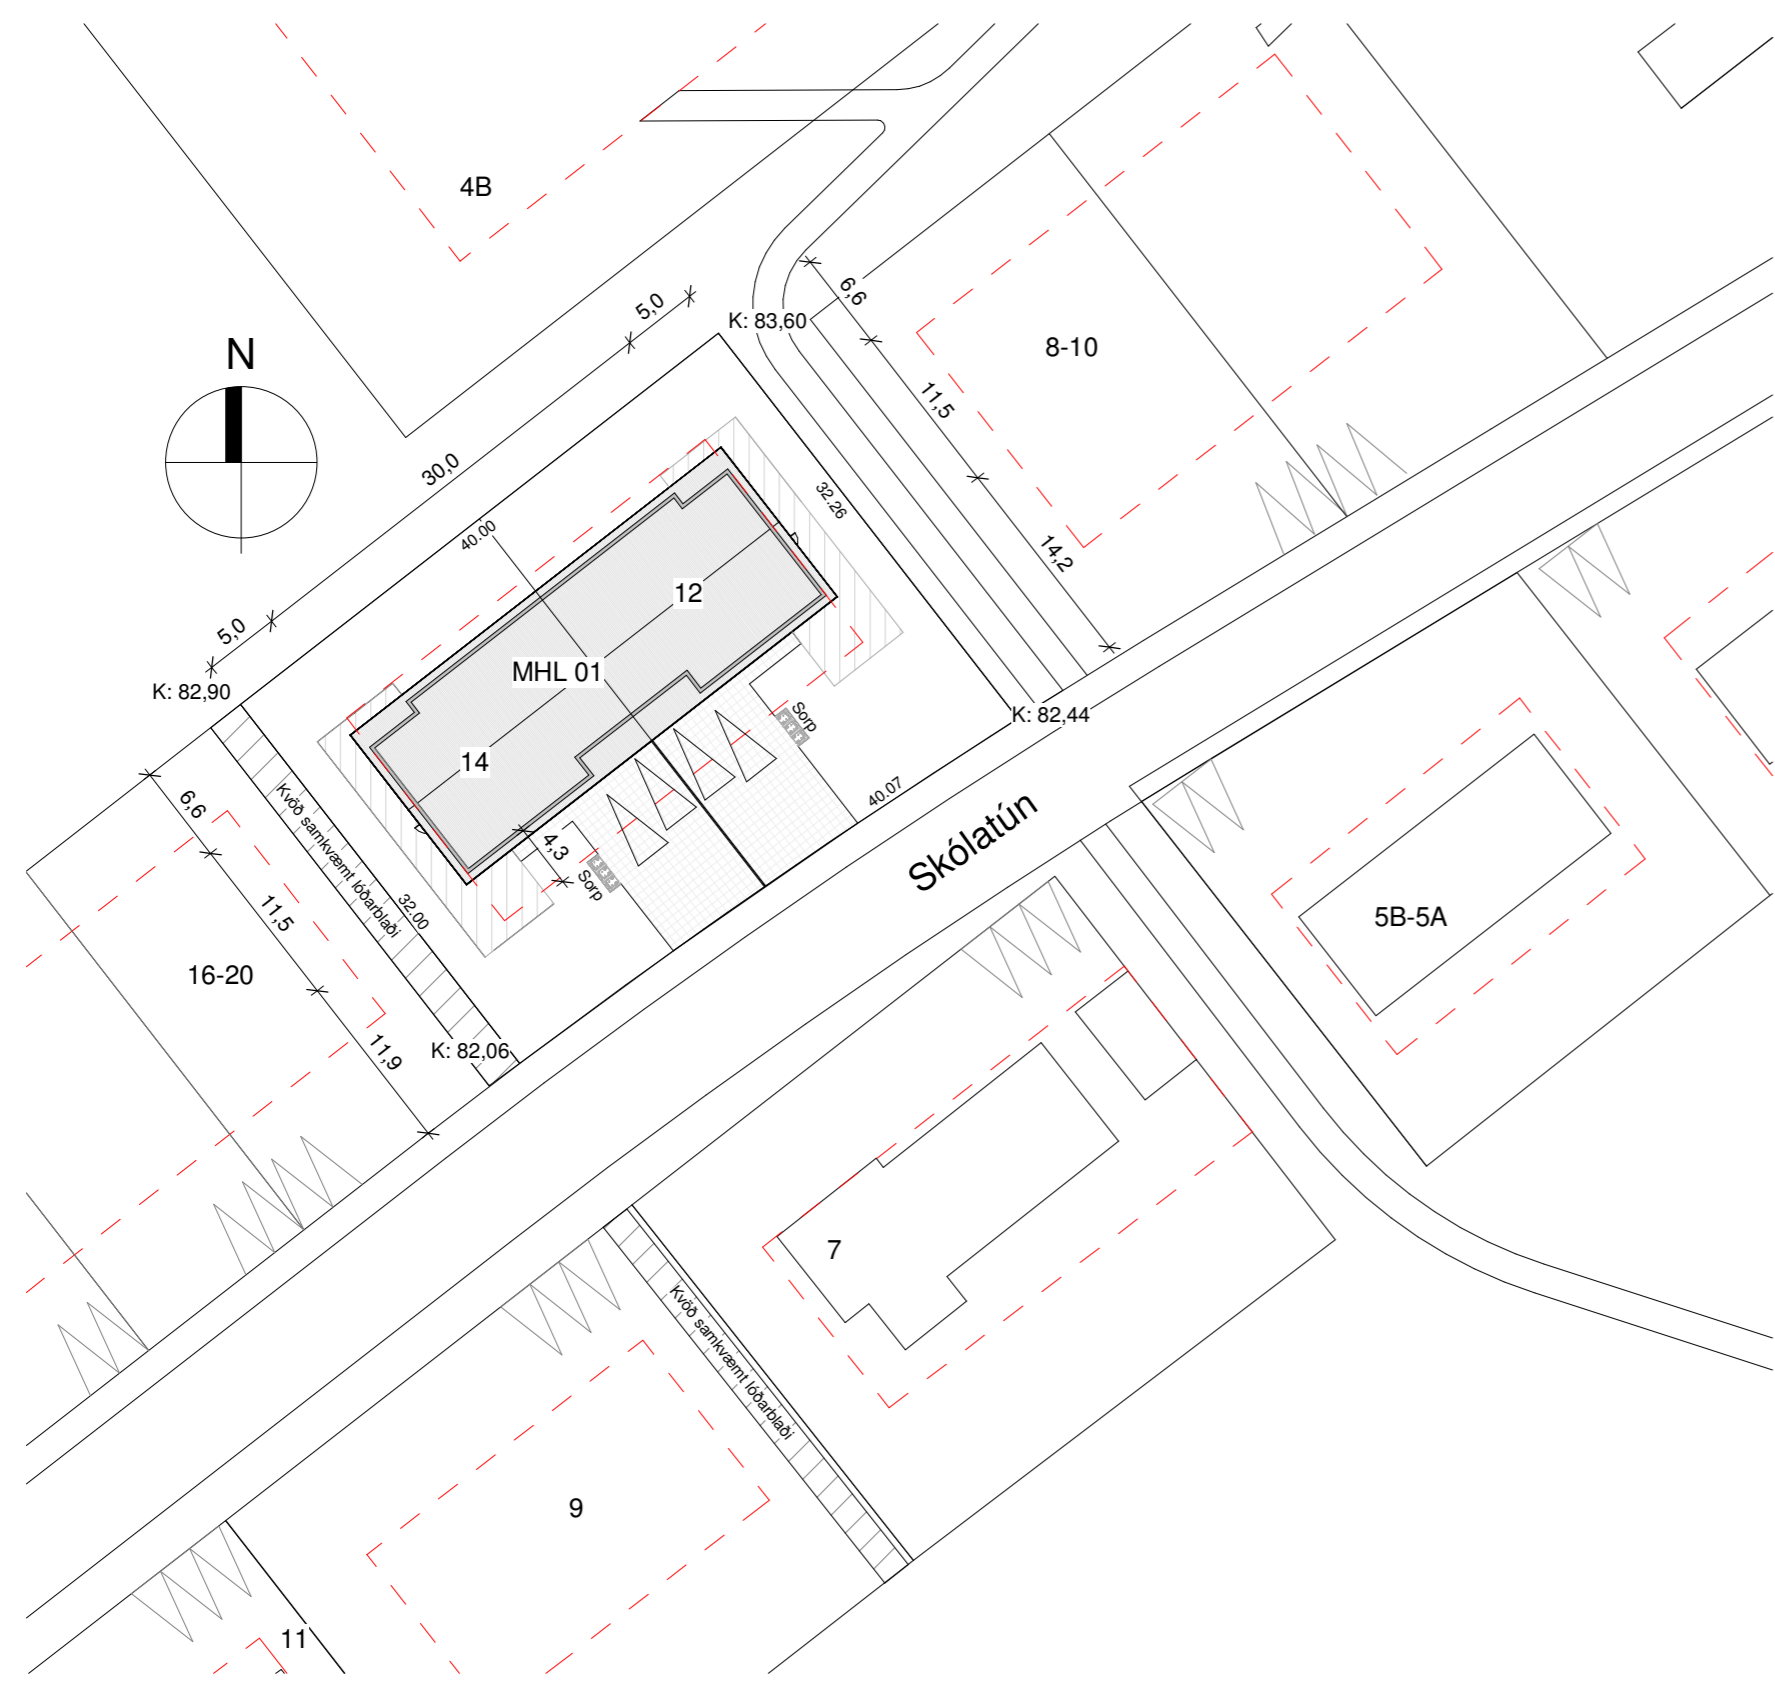 4B
5,0
6,6
K: 83,60
8-10
N
11,5
30,0
32.26
40.00
14,2
12
5,0
MHL 01
K: 82,90
Sorp
K: 82,44
14
40.07
6,6
Kvöð samkvæmt lóðarblaði
4,3
Sorp
Skólatún
32.00
11,5
5B-5A
16-20
11,9
K: 82,06
7
Kvöð samkvæmt lóðarblaði
9
11